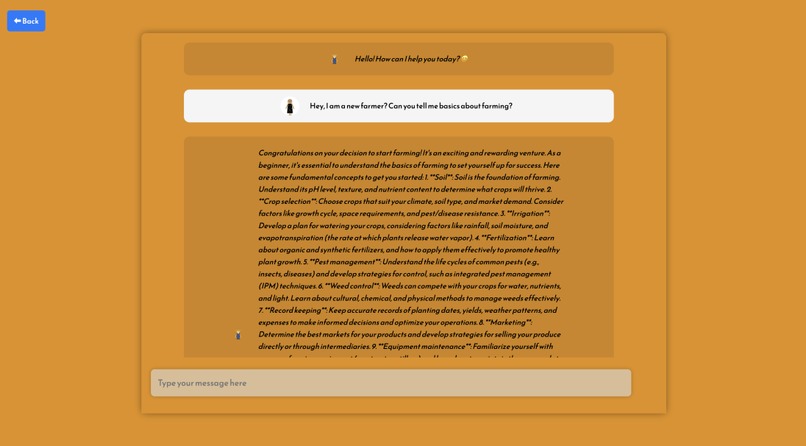 ⬅ Back
Hello! How can I help you today? 🤔
Hey, I am a new farmer? Can you tell me basics about farming?
Congratulations on your decision to start farming! It's an exciting and rewarding venture. As a
beginner, it's essential to understand the basics of farming to set yourself up for success. Here
are some fundamental concepts to get you started: 1. **Soil**: Soil is the foundation of farming.
Understand its pH level, texture, and nutrient content to determine what crops will thrive. 2.
**Crop selection**: Choose crops that suit your climate, soil type, and market demand. Consider
factors like growth cycle, space requirements, and pest/disease resistance. 3. **Irrigation**:
Develop a plan for watering your crops, considering factors like rainfall, soil moisture, and
evapotranspiration (the rate at which plants release water vapor). 4. **Fertilization**: Learn
about organic and synthetic fertilizers, and how to apply them effectively to promote healthy
plant growth. 5. **Pest management**: Understand the life cycles of common pests (e.g.,
insects, diseases) and develop strategies for control, such as integrated pest management
(IPM) techniques. 6. **Weed control**: Weeds can compete with your crops for water, nutrients,
and light. Learn about cultural, chemical, and physical methods to manage weeds effectively.
7. **Record keeping**: Keep accurate records of planting dates, yields, weather patterns, and
expenses to make informed decisions and optimize your operations. 8. **Marketing**:
Determine the best markets for your products and develop strategies for selling your produce
directly or through intermediaries. 9. **Equipment maintenance**: Familiarize yourself with
Type your message here